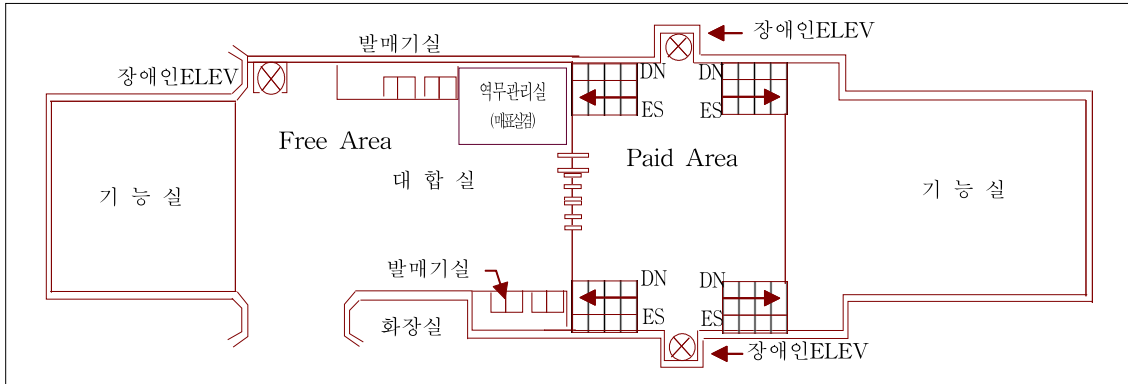 발매기실
장애인ELEV
장애인ELEV
역무관리실
(매표실겸)
DN
DN
ES
ES
Free Area
Paid Area
대 합 실
기 능 실
기 능 실
발매기실
DN
DN
ES
ES
화장실
장애인ELEV